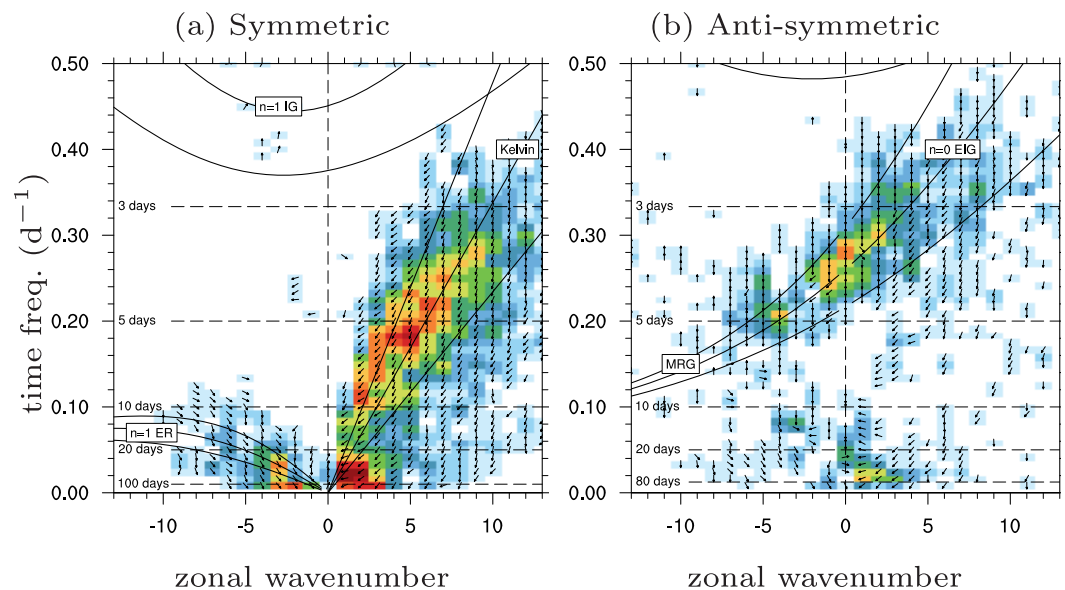 (a) Symmetric
(b) Anti-symmetric
time freq. (d⁻¹)
0.50
0.40
0.30
0.20
0.10
0.00
n=1 IG
Kelvin
3 days
5 days
10 days
n=1 ER
20 days
100 days
-10 -5 0 5 10
zonal wavenumber
0.50
0.40
0.30
0.20
0.10
0.00
n=0 EIG
3 days
5 days
MRG
10 days
20 days
80 days
-10 -5 0 5 10
zonal wavenumber